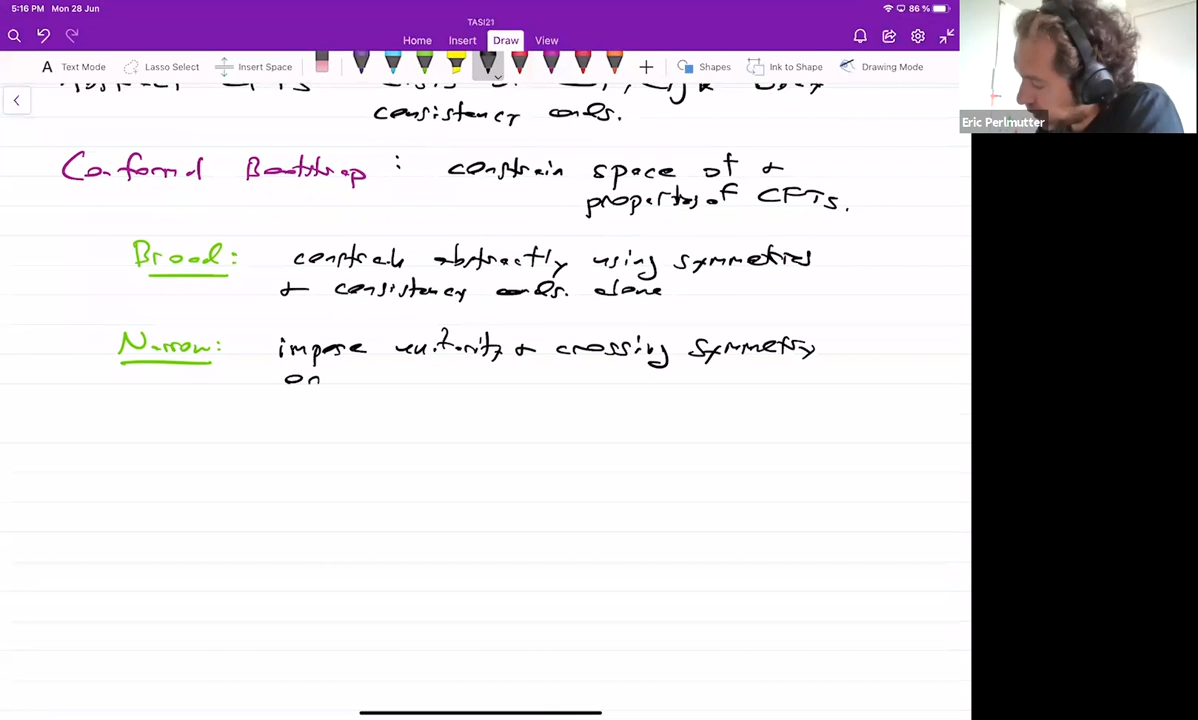 5:16 PM Mon 28 Jun
86 %
TASI21
Home Insert Draw View
A Text Mode Lasso Select Insert Space Shapes Ink to Shape Drawing Mode
consistency conds.
Conformal Bootstrap : constrain space of &
properties of CFTs.
Broad: constrain abstractly using symmetries
& consistency conds. alone
Narrow: impose unitarity & crossing symmetry
on
Eric Perlmutter